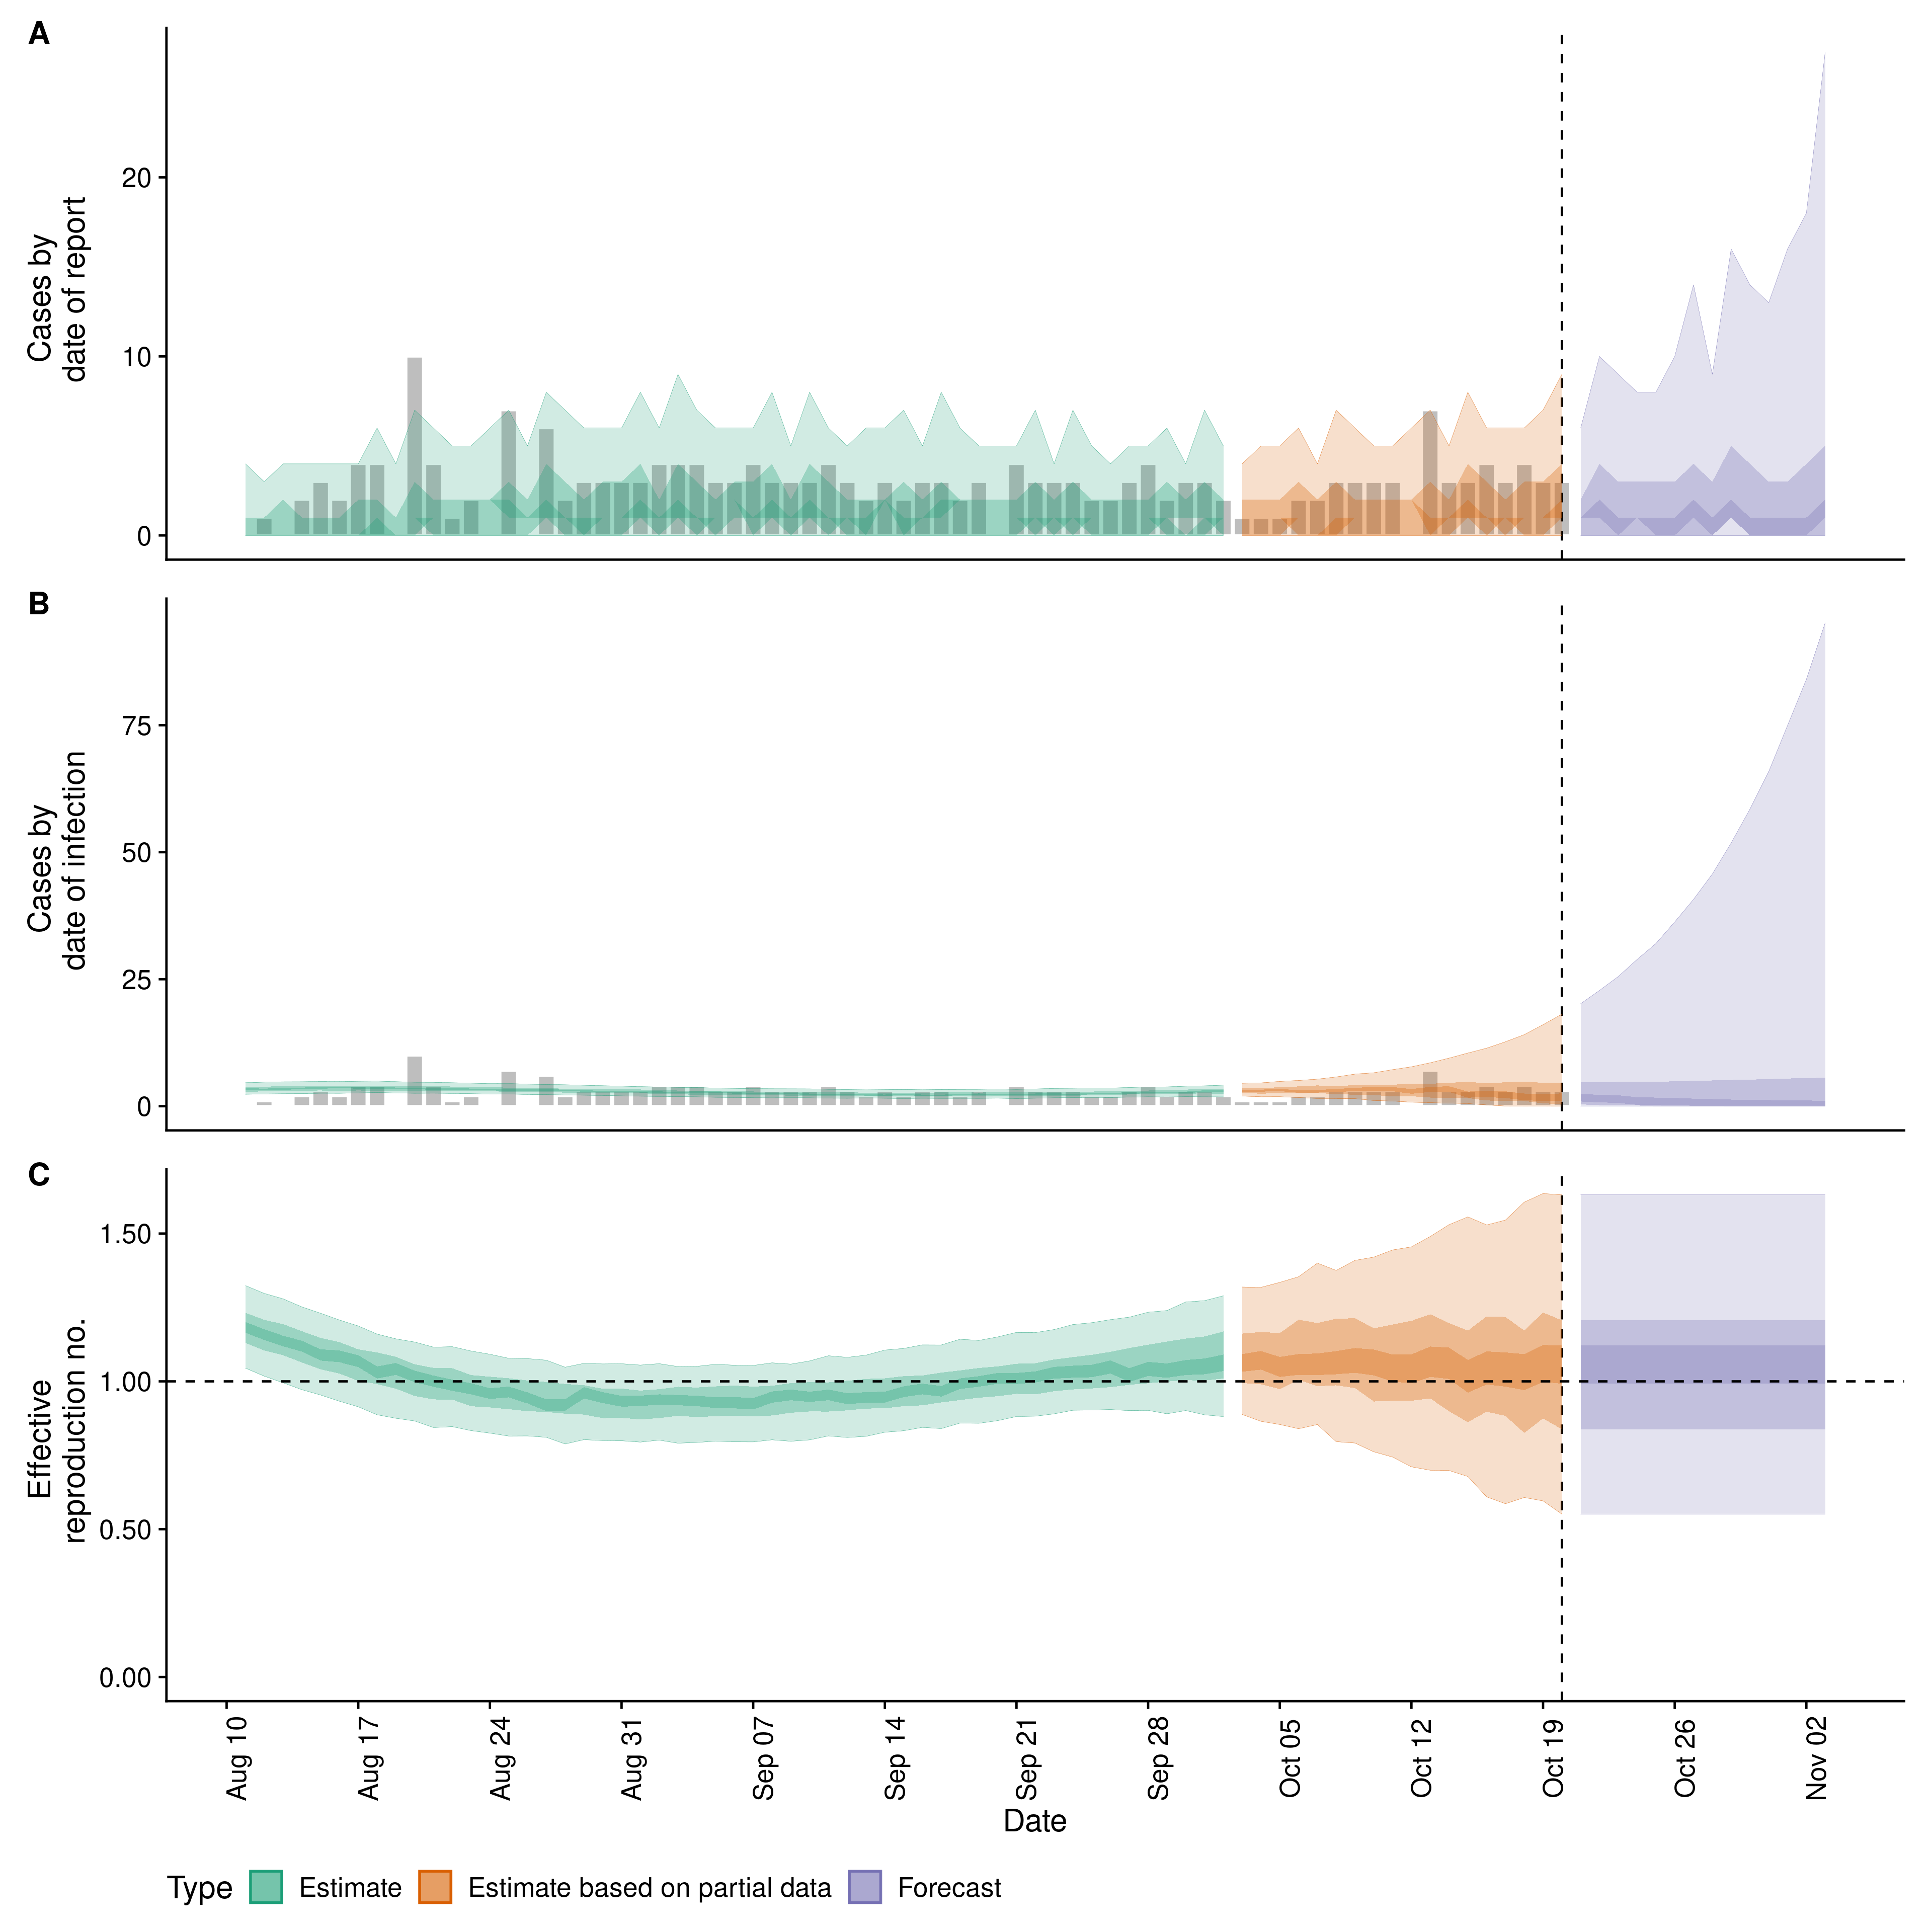 A
Cases by
date of report
20
10
0
B
Cases by
date of infection
75
50
25
0
C
Effective
reproduction no.
1.50
1.00
0.50
0.00
Aug 10
Aug 17
Aug 24
Aug 31
Sep 07
Sep 14
Sep 21
Sep 28
Oct 05
Oct 12
Oct 19
Oct 26
Nov 02
Date
Type
Estimate
Estimate based on partial data
Forecast